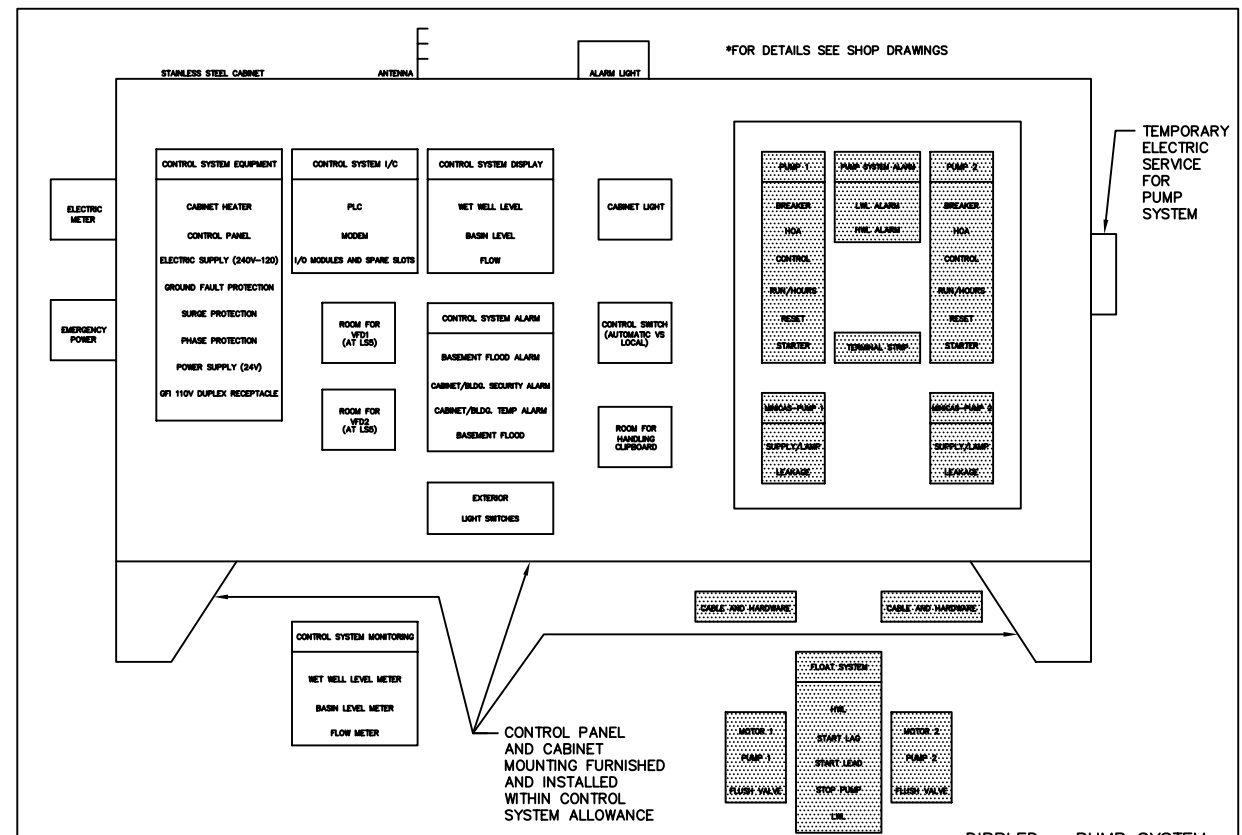 *FOR DETAILS SEE SHOP DRAWINGS
STAINLESS STEEL CABINET
ANTENNA
ALARM LIGHT
TEMPORARY
ELECTRIC
SERVICE
FOR
PUMP
SYSTEM
ELECTRIC
METER
EMERGENCY
POWER
CONTROL SYSTEM EQUIPMENT
CABINET HEATER
CONTROL PANEL
ELECTRIC SUPPLY (240V-120)
GROUND FAULT PROTECTION
SURGE PROTECTION
PHASE PROTECTION
POWER SUPPLY (24V)
GFI 110V DUPLEX RECEPTACLE
CONTROL SYSTEM I/C
PLC
MODEM
I/O MODULES AND SPARE SLOTS
ROOM FOR
VFD1
(AT LS5)
ROOM FOR
VFD2
(AT LS5)
CONTROL SYSTEM DISPLAY
WET WELL LEVEL
BASIN LEVEL
FLOW
CONTROL SYSTEM ALARM
BASEMENT FLOOD ALARM
CABINET/BLDG. SECURITY ALARM
CABINET/BLDG. TEMP ALARM
BASEMENT FLOOD
EXTERIOR
LIGHT SWITCHES
CABINET LIGHT
CONTROL SWITCH
(AUTOMATIC VS
LOCAL)
ROOM FOR
HANDLING
CLIPBOARD
PUMP 1
BREAKER
HOA
CONTROL
RUN/HOURS
RESET
STARTER
PUMP SYSTEM ALARM
LWL ALARM
HWL ALARM
TERMINAL STRIP
PUMP 2
BREAKER
HOA
CONTROL
RUN/HOURS
RESET
STARTER
MINICAS-PUMP 1
SUPPLY/LAMP
LEAKAGE
MINICAS-PUMP 2
SUPPLY/LAMP
LEAKAGE
CABLE AND HARDWARE
CABLE AND HARDWARE
CONTROL SYSTEM MONITORING
WET WELL LEVEL METER
BASIN LEVEL METER
FLOW METER
CONTROL PANEL
AND CABINET
MOUNTING FURNISHED
AND INSTALLED
WITHIN CONTROL
SYSTEM ALLOWANCE
FLOAT SYSTEM
HWL
START LAG
START LEAD
STOP PUMP
LWL
MOTOR 1
PUMP 1
FLUSH VALVE
MOTOR 2
PUMP 2
FLUSH VALVE
PUMP SYSTEM